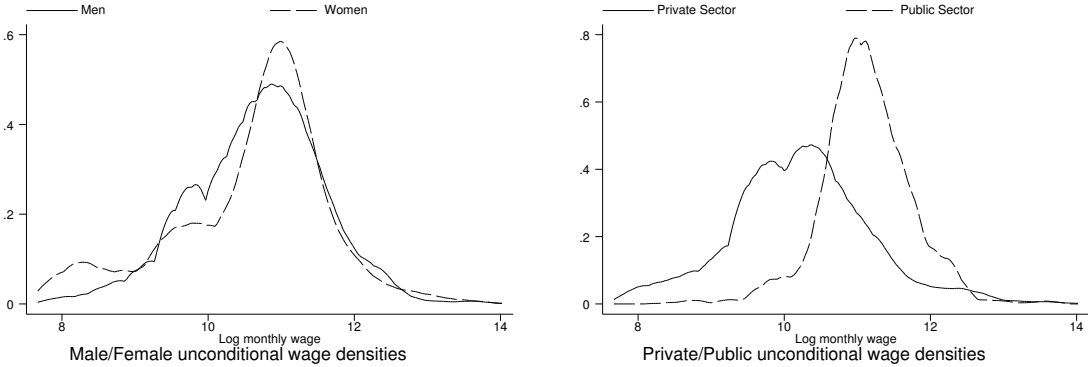 Men Women
.6
.4
.2
0
8 10 12 14
Log monthly wage
Male/Female unconditional wage densities
Private Sector Public Sector
.8
.6
.4
.2
0
8 10 12 14
Log monthly wage
Private/Public unconditional wage densities